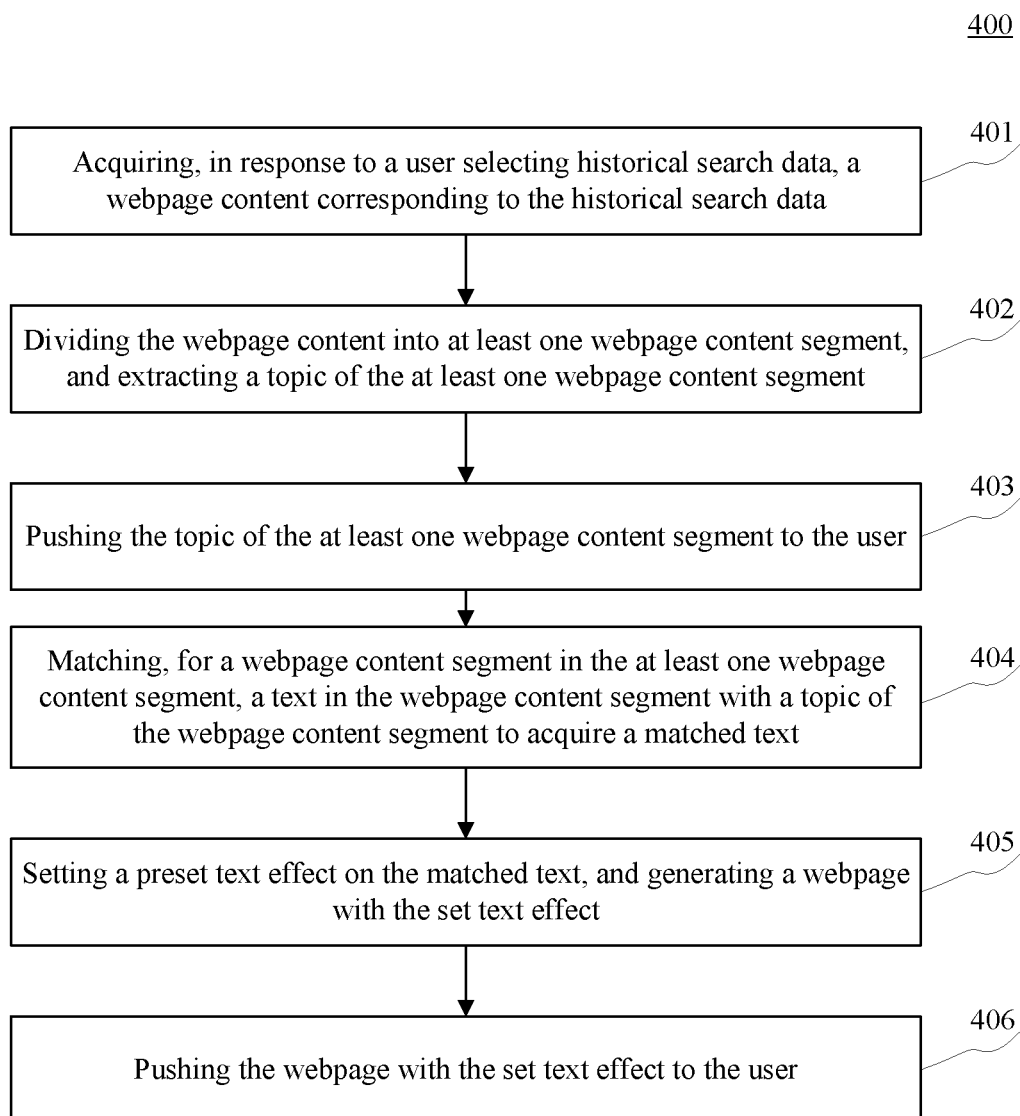 400
401
Acquiring, in response to a user selecting historical search data, a
webpage content corresponding to the historical search data
402
Dividing the webpage content into at least one webpage content segment,
and extracting a topic of the at least one webpage content segment
403
Pushing the topic of the at least one webpage content segment to the user
404
Matching, for a webpage content segment in the at least one webpage
content segment, a text in the webpage content segment with a topic of
the webpage content segment to acquire a matched text
405
Setting a preset text effect on the matched text, and generating a webpage
with the set text effect
406
Pushing the webpage with the set text effect to the user